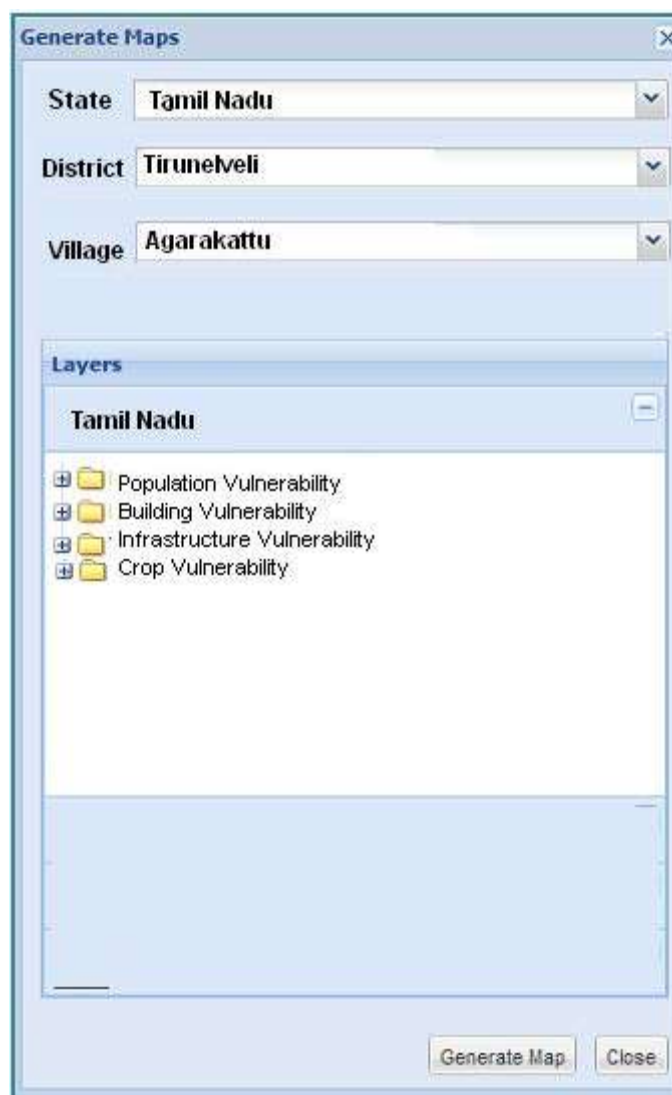 Generate Maps
State Tamil Nadu
District Tirunelveli
Village Agarakattu
Layers
Tamil Nadu
Population Vulnerability
Building Vulnerability
Infrastructure Vulnerability
Crop Vulnerability
Generate Map Close